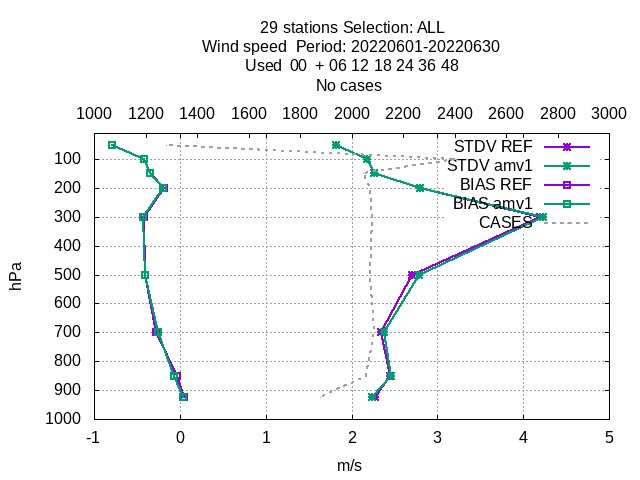 29 stations Selection: ALL
Wind speed  Period: 20220601-20220630
Used  00  + 06 12 18 24 36 48
No cases
1000 1200 1400 1600 1800 2000 2200 2400 2600 2800 3000
STDV REF
STDV amv1
BIAS REF
BIAS amv1
CASES
100
200
300
400
500
600
700
800
900
1000
hPa
-1 0 1 2 3 4 5
m/s